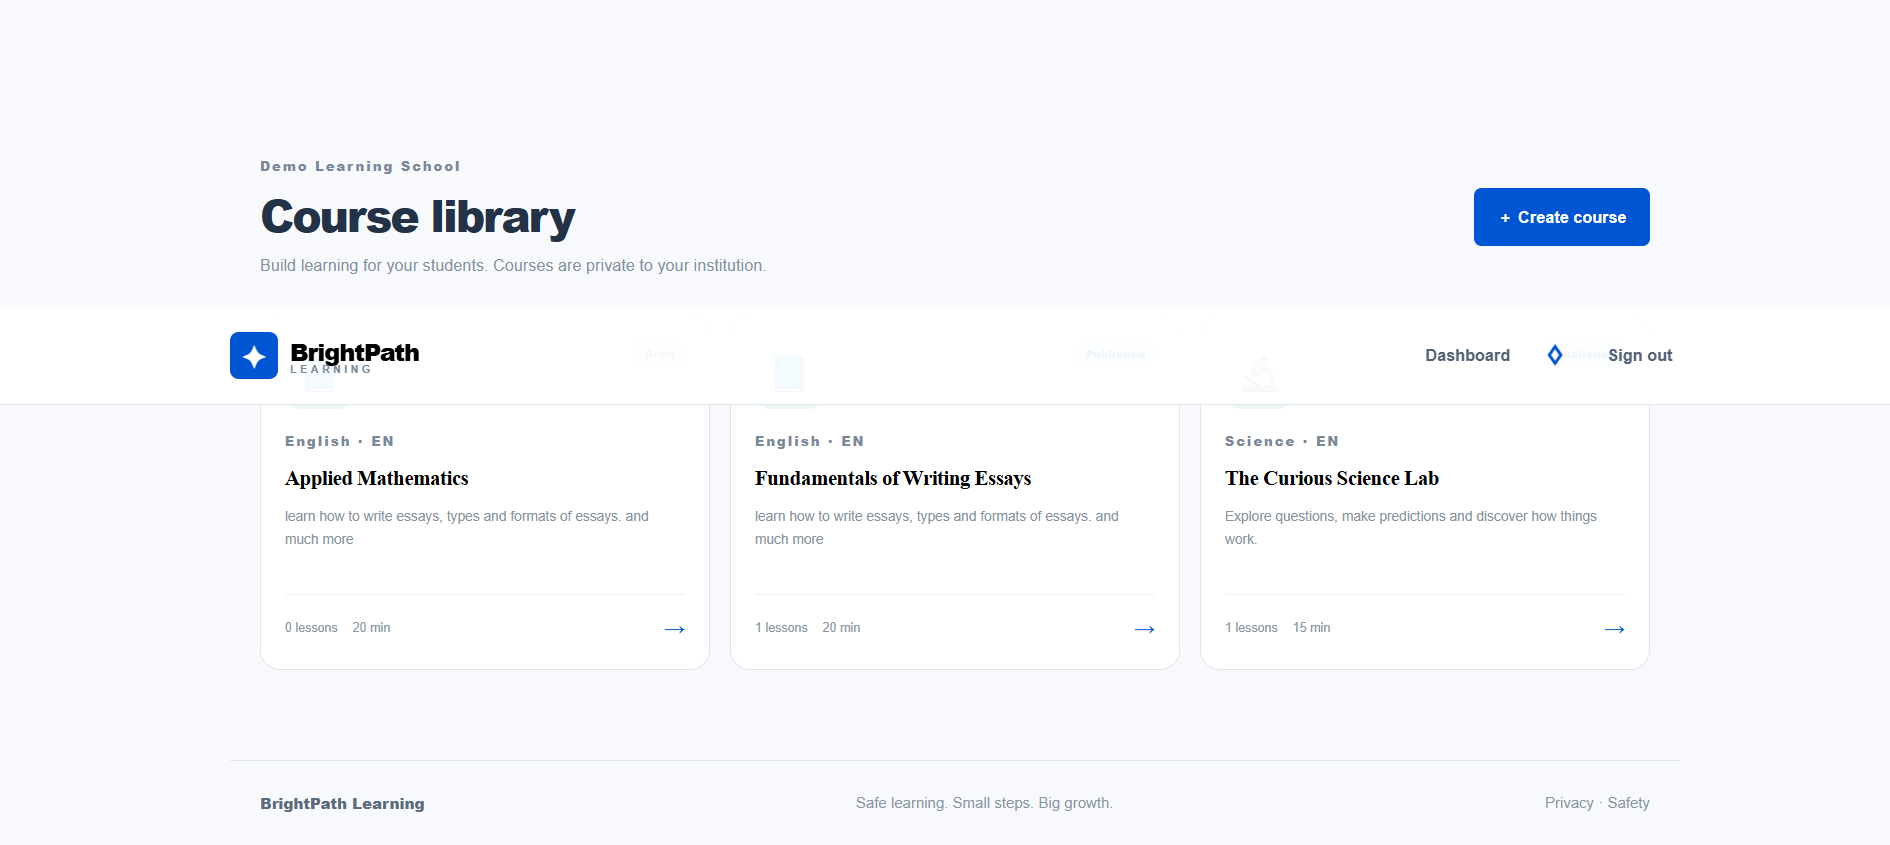 Demo Learning School
Course library
+ Create course
Build learning for your students. Courses are private to your institution.
BrightPath
LEARNING
Draft
Published
Dashboard
Sign out
English · EN
Applied Mathematics
learn how to write essays, types and formats of essays. and
much more
0 lessons 20 min →
English · EN
Fundamentals of Writing Essays
learn how to write essays, types and formats of essays. and
much more
1 lessons 20 min →
Science · EN
The Curious Science Lab
Explore questions, make predictions and discover how things
work.
1 lessons 15 min →
BrightPath Learning
Safe learning. Small steps. Big growth.
Privacy · Safety